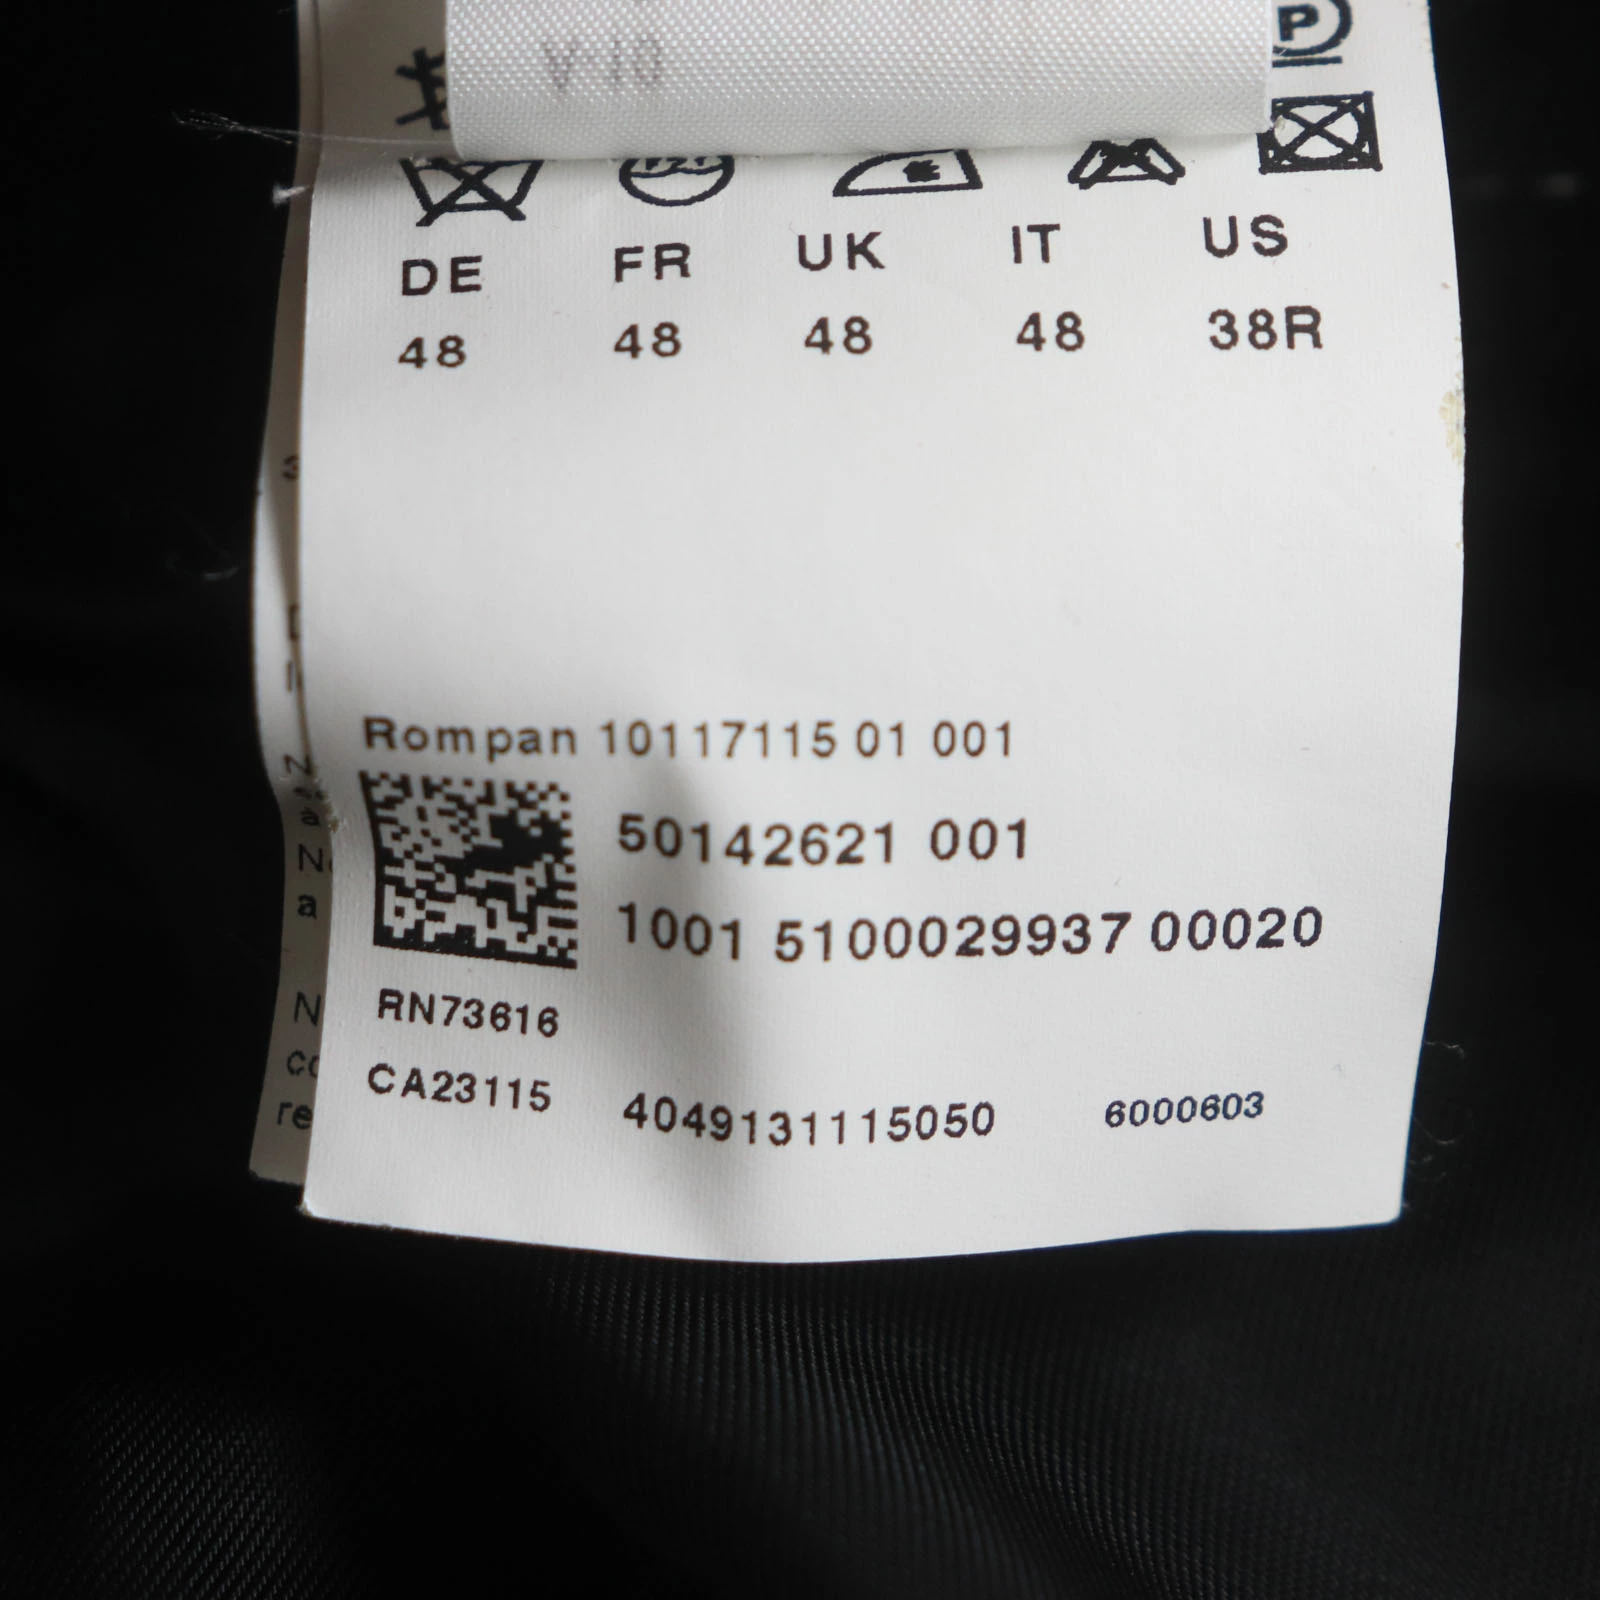 P
DE FR UK IT US
48 48 48 48 38R
Rompan 10117115 01 001
50142621 001
1001 5100029937 00020
RN73616
CA23115 4049131115050 6000603